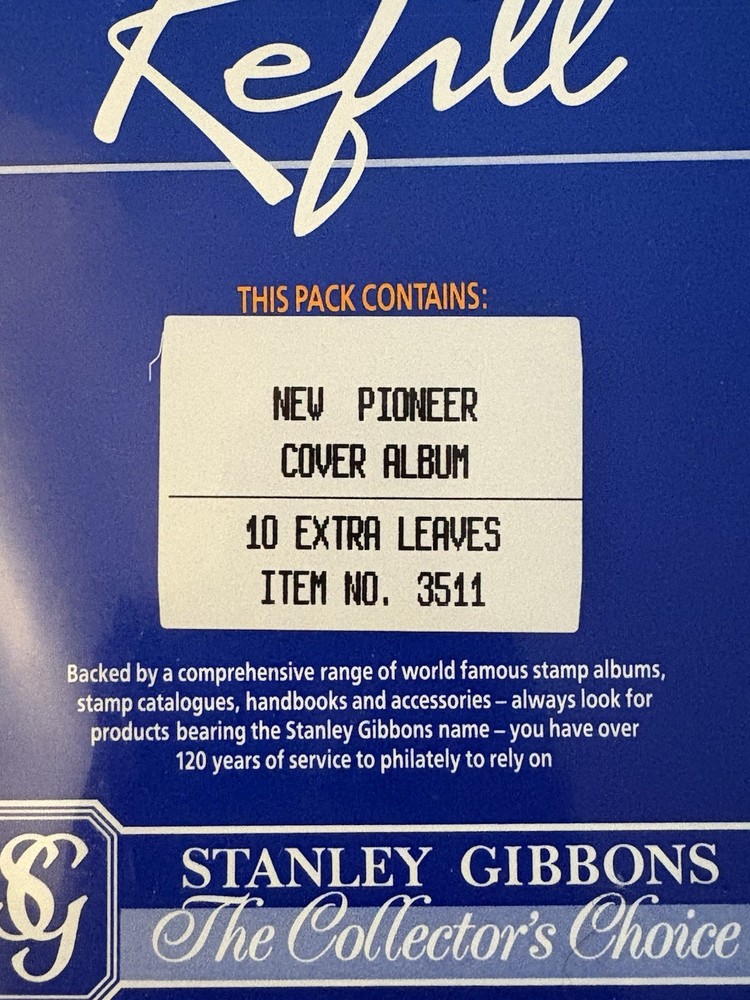 Refill
THIS PACK CONTAINS:
NEW PIONEER
COVER ALBUM
10 EXTRA LEAVES
ITEM NO. 3511
Backed by a comprehensive range of world famous stamp albums,
stamp catalogues, handbooks and accessories – always look for
products bearing the Stanley Gibbons name – you have over
120 years of service to philately to rely on
SG
STANLEY GIBBONS
The Collector's Choice